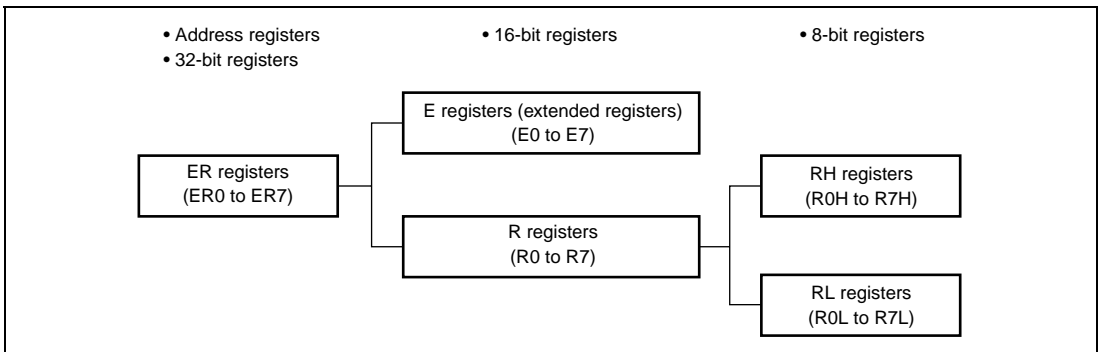 • Address registers
• 32-bit registers
• 16-bit registers
• 8-bit registers
E registers (extended registers)
(E0 to E7)
ER registers
(ER0 to ER7)
RH registers
(R0H to R7H)
R registers
(R0 to R7)
RL registers
(R0L to R7L)